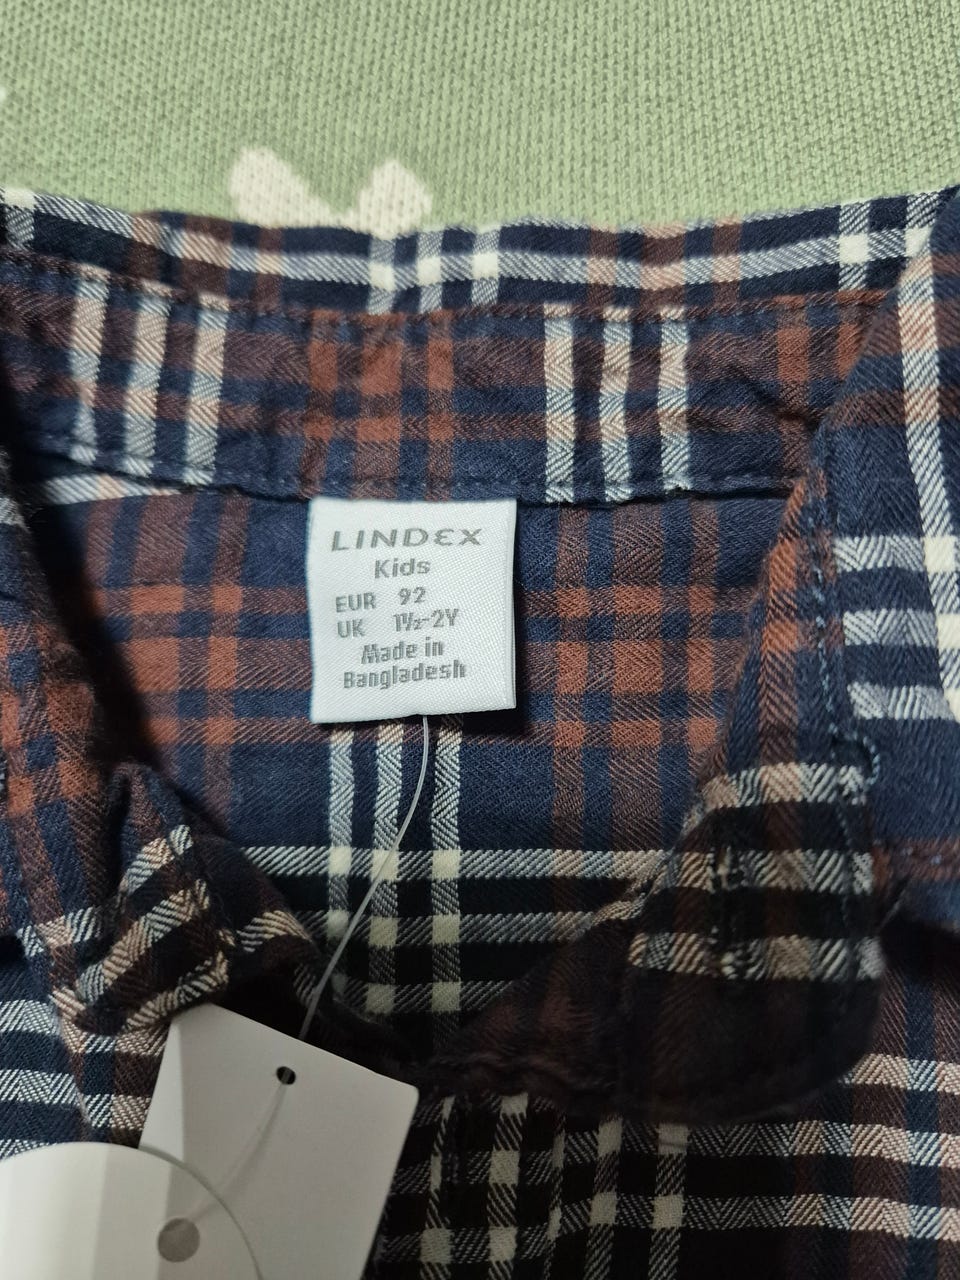 LINDEX
Kids
EUR 92
UK 1½-2Y
Made in
Bangladesh